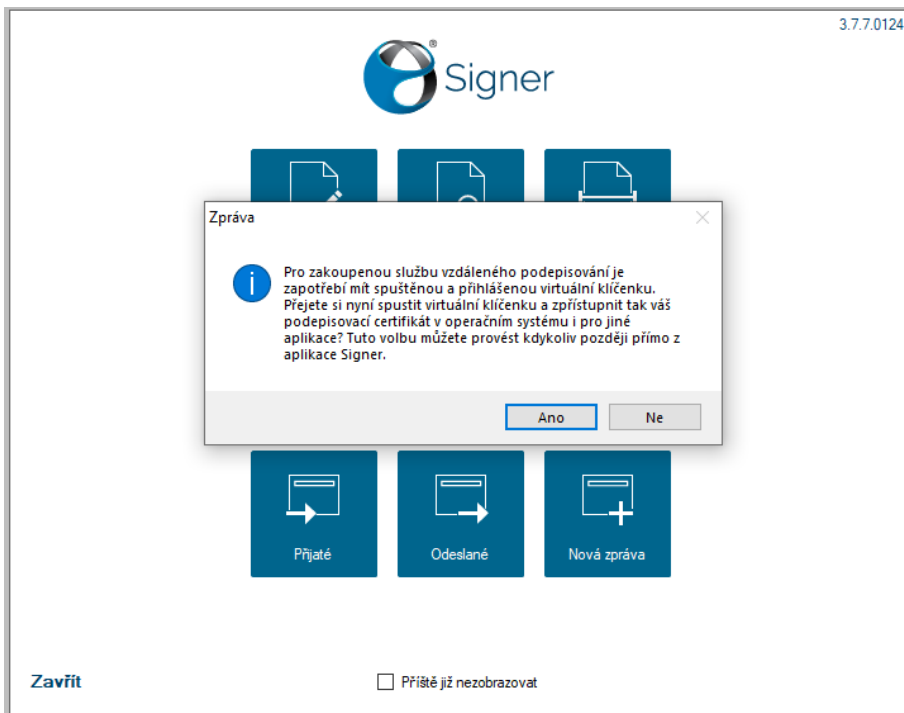 3.7.7.0124
® Signer
Zpráva
Pro zakoupenou službu vzdáleného podepisování je
zapotřebí mít spuštěnou a přihlášenou virtuální klíčenku.
Přejete si nyní spustit virtuální klíčenku a zpřístupnit tak váš
podepisovací certifikát v operačním systému i pro jiné
aplikace? Tuto volbu můžete provést kdykoliv později přímo z
aplikace Signer.
Ano Ne
Přijaté Odeslané Nová zpráva
Zavřít Příště již nezobrazovat